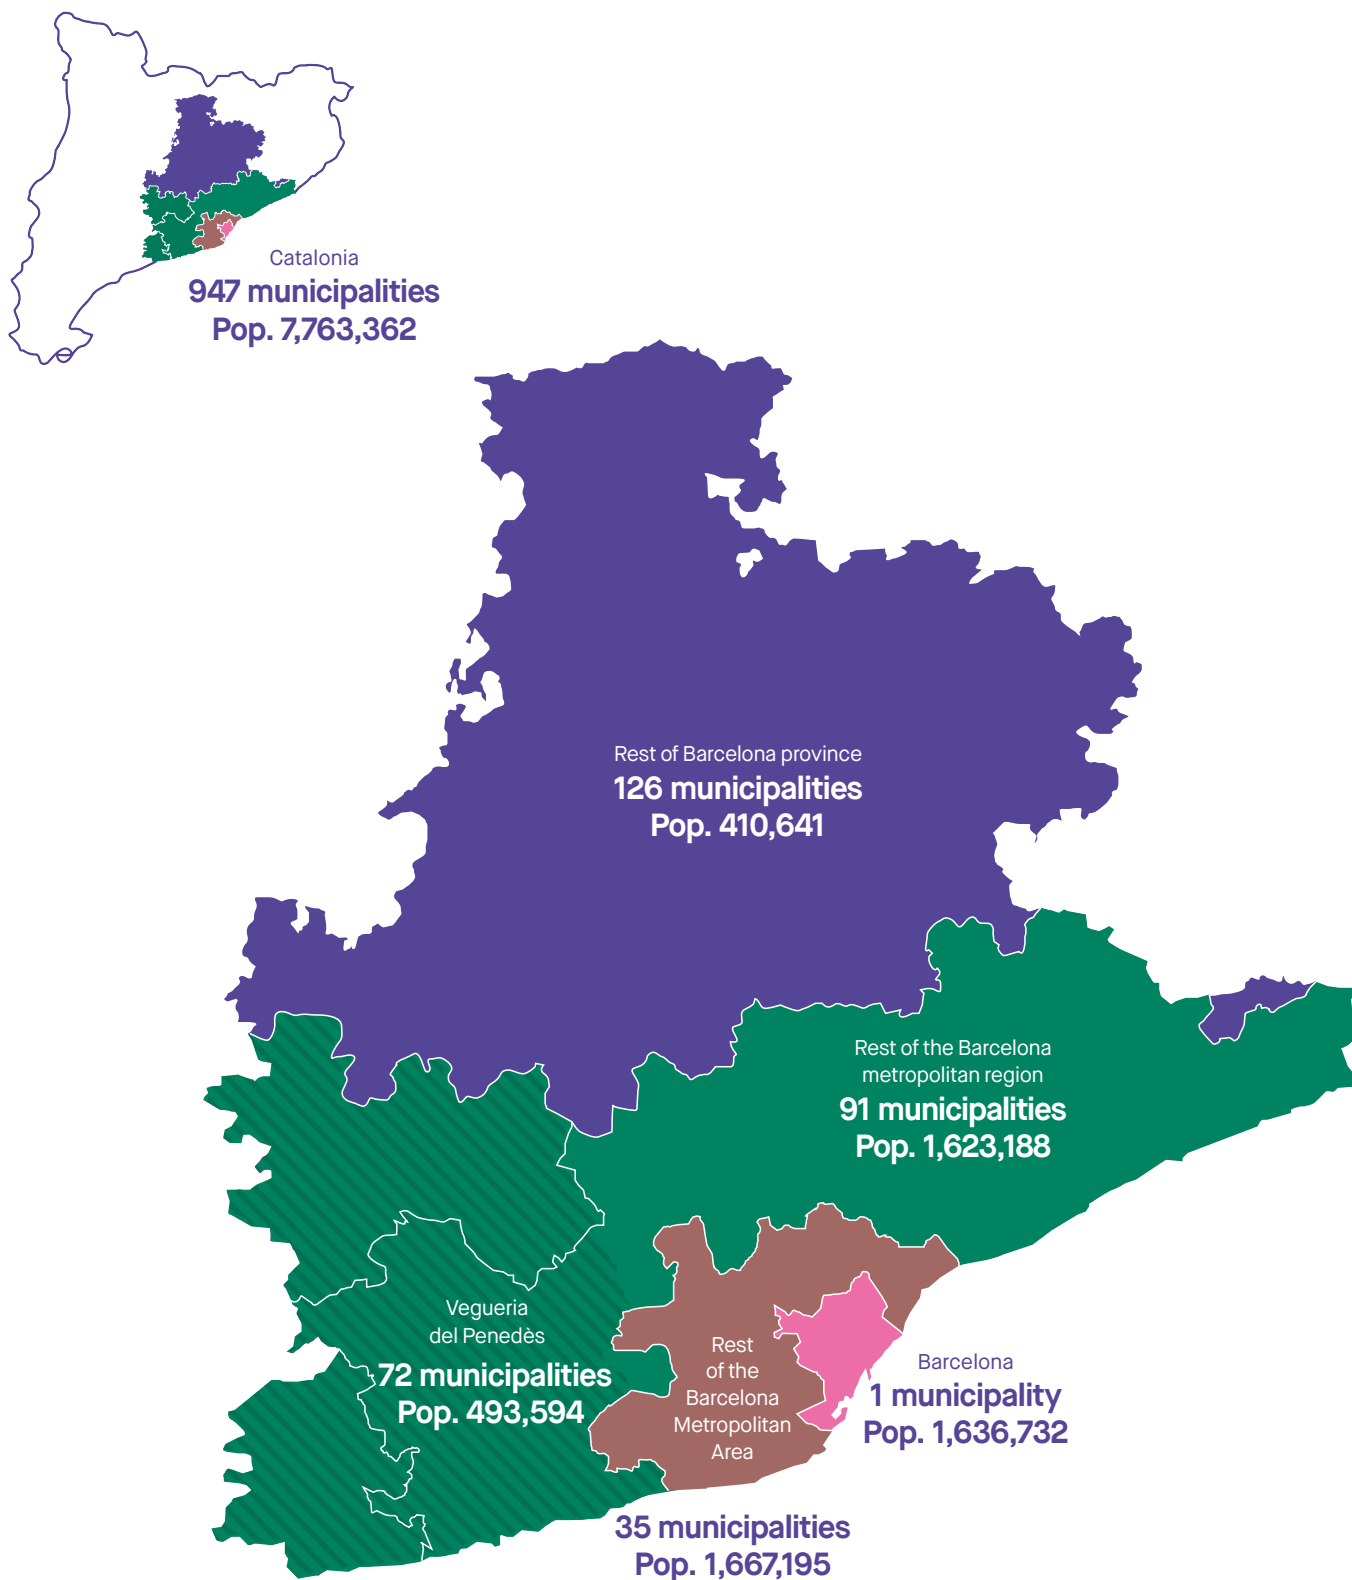 Catalonia
947 municipalities
Pop. 7,763,362
Rest of Barcelona province
126 municipalities
Pop. 410,641
Rest of the Barcelona
metropolitan region
91 municipalities
Pop. 1,623,188
Vegueria
del Penedès
72 municipalities
Pop. 493,594
Rest
of the
Barcelona
Metropolitan
Area
35 municipalities
Pop. 1,667,195
Barcelona
1 municipality
Pop. 1,636,732